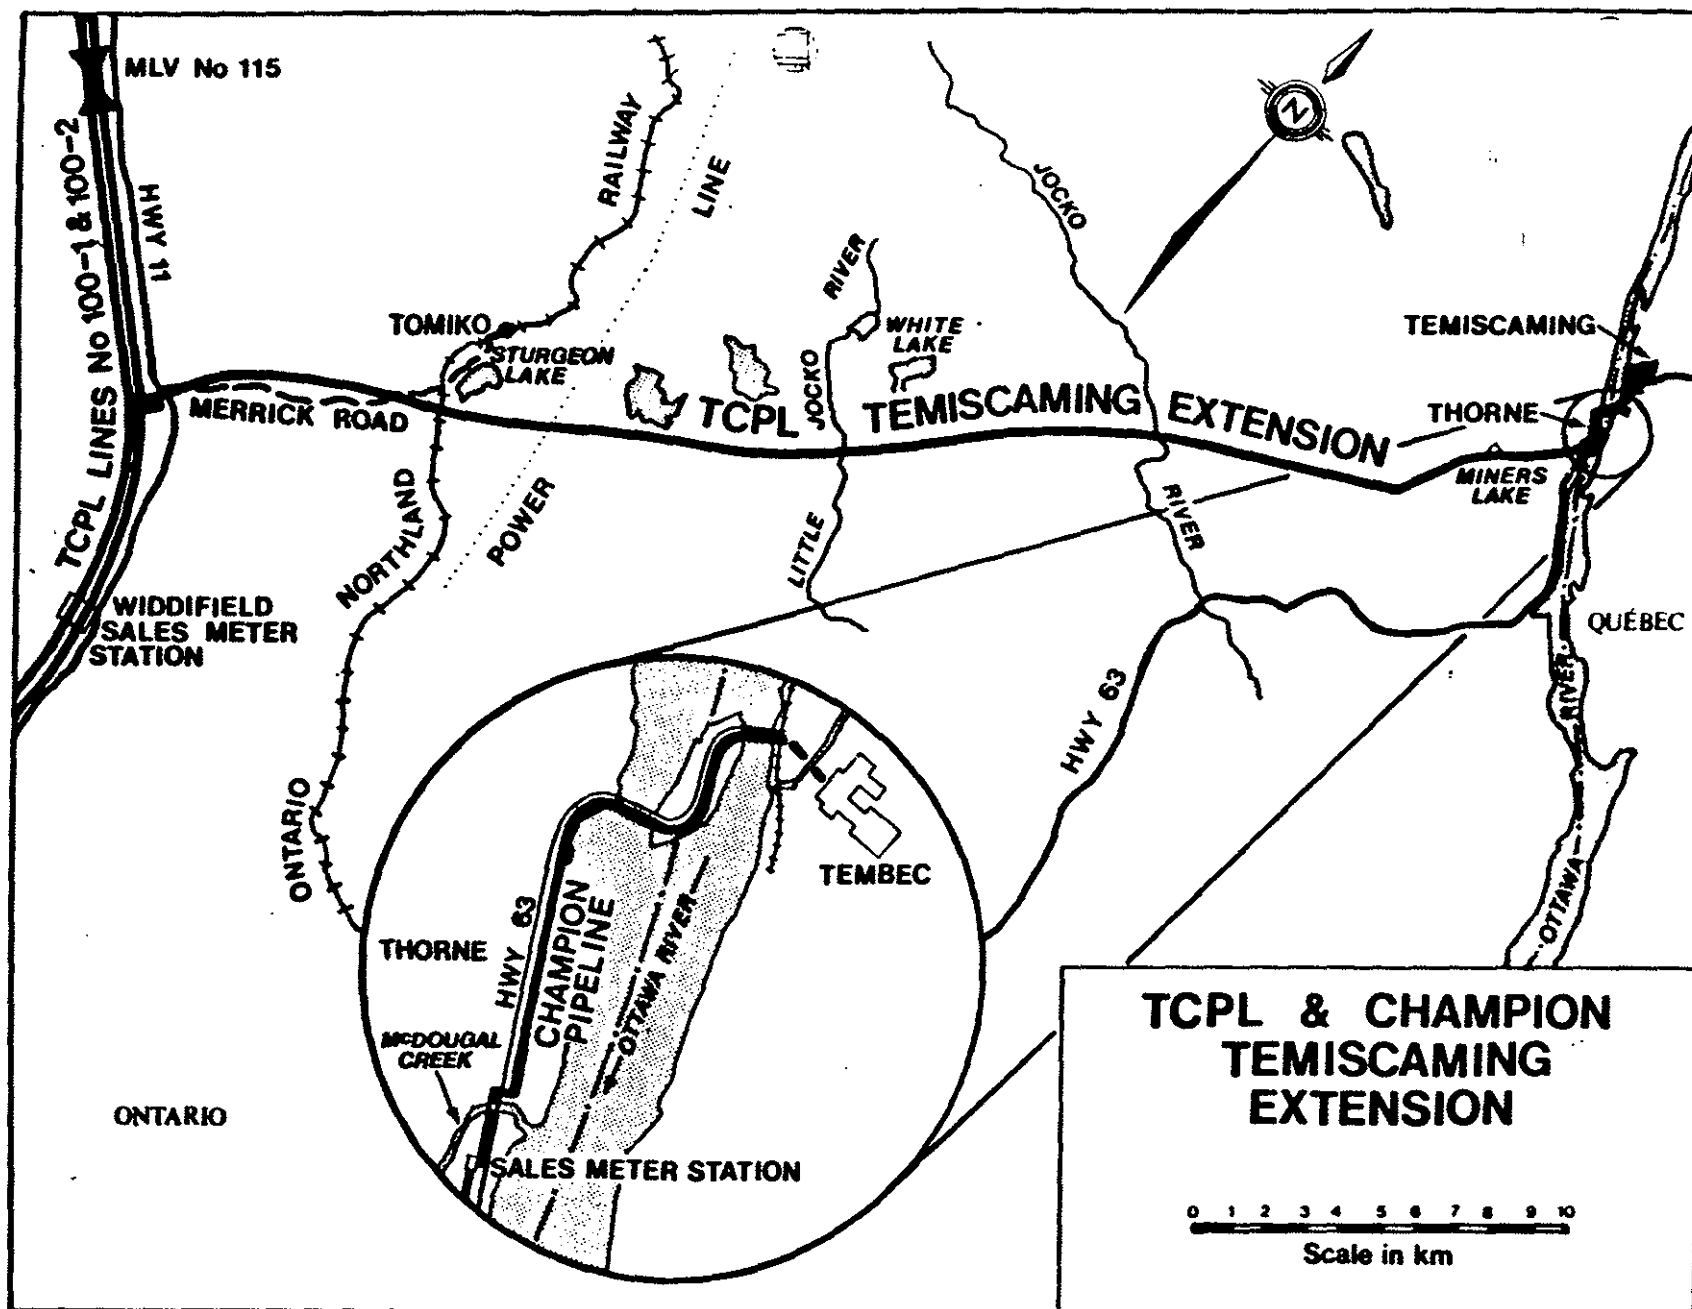 MLV No 115
TCPL LINES No 100-1 & 100-2
HWY 11
RAILWAY
LINE
N
JOCKO
RIVER
TOMIKO
STURGEON
LAKE
WHITE
LAKE
JOCKO
TEMISCAMING
MERRICK ROAD
TCPL TEMISCAMING EXTENSION
THORNE
MINERS
LAKE
NORTHLAND
POWER
LITTLE
RIVER
WIDDIFIELD
SALES METER
STATION
QUÉBEC
RIVER
HWY 63
ONTARIO
OTTAWA
TEMBEC
THORNE
HWY 63
CHAMPION
PIPELINE
OTTAWA RIVER
McDOUGAL
CREEK
SALES METER STATION
ONTARIO
TCPL & CHAMPION
TEMISCAMING
EXTENSION
0 1 2 3 4 5 6 7 8 9 10
Scale in km